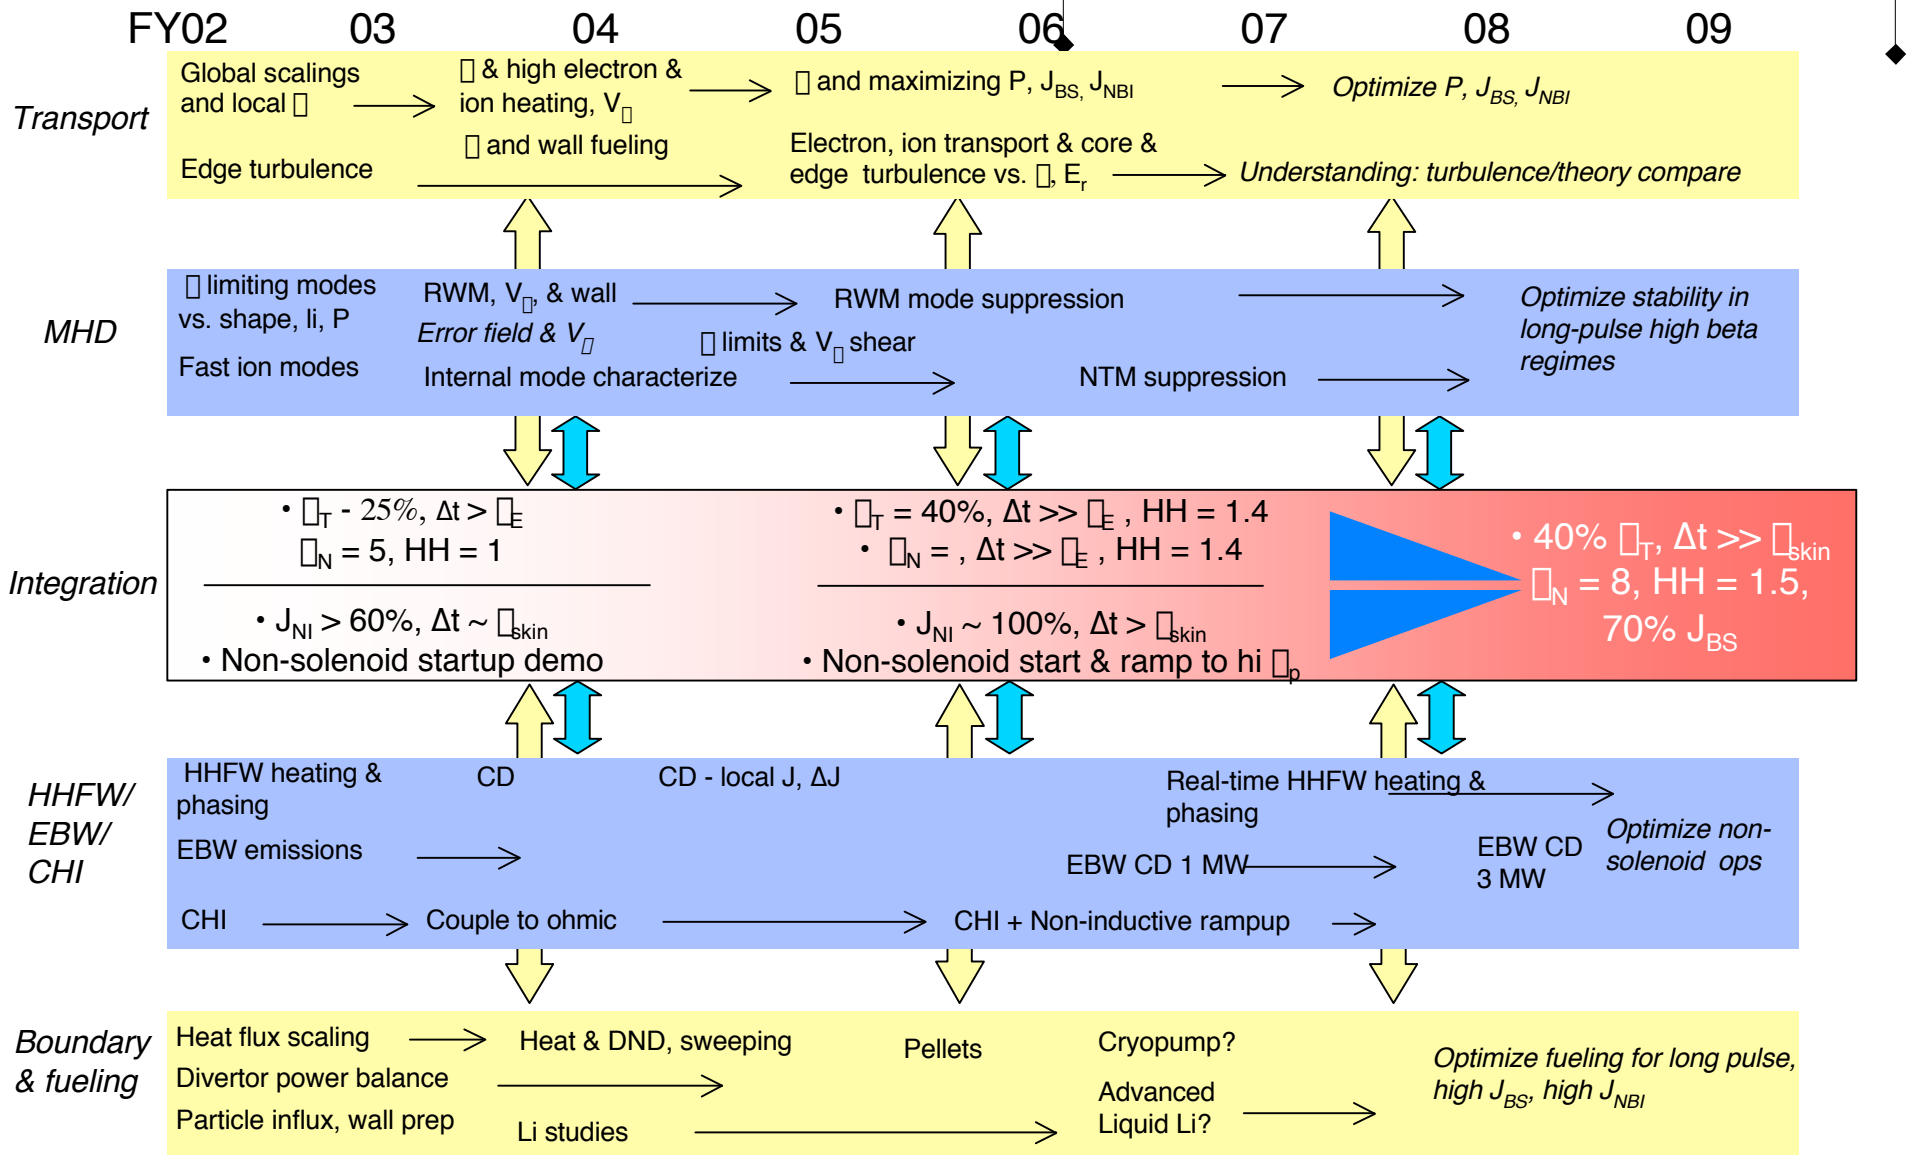 FY02 03 04 05 06 07 08 09
Transport
Global scalings
and local ▯
▯ & high electron &
ion heating, V▯
▯ and maximizing P, JBS, JNBI
Optimize P, JBS, JNBI
▯ and wall fueling
Edge turbulence
Electron, ion transport & core &
edge turbulence vs. ▯, Er
Understanding: turbulence/theory compare
MHD
▯ limiting modes
vs. shape, li, P
RWM, V▯, & wall
RWM mode suppression
Optimize stability in
long-pulse high beta
regimes
Error field & V▯
▯ limits & V▯ shear
Fast ion modes
Internal mode characterize
NTM suppression
Integration
• ▯T - 25%, Δt > ▯E
▯N = 5, HH = 1
• JNI > 60%, Δt ~ ▯skin
• Non-solenoid startup demo
• ▯T = 40%, Δt >> ▯E , HH = 1.4
• ▯N = , Δt >> ▯E , HH = 1.4
• JNI ~ 100%, Δt > ▯skin
• Non-solenoid start & ramp to hi ▯p
• 40% ▯T, Δt >> ▯skin
▯N = 8, HH = 1.5,
70% JBS
HHFW/
EBW/
CHI
HHFW heating &
phasing
CD
CD - local J, ΔJ
Real-time HHFW heating &
phasing
EBW emissions
EBW CD 1 MW
EBW CD
3 MW
Optimize non-
solenoid ops
CHI
Couple to ohmic
CHI + Non-inductive rampup
Boundary
& fueling
Heat flux scaling
Heat & DND, sweeping
Pellets
Cryopump?
Optimize fueling for long pulse,
high JBS, high JNBI
Divertor power balance
Particle influx, wall prep
Li studies
Advanced
Liquid Li?